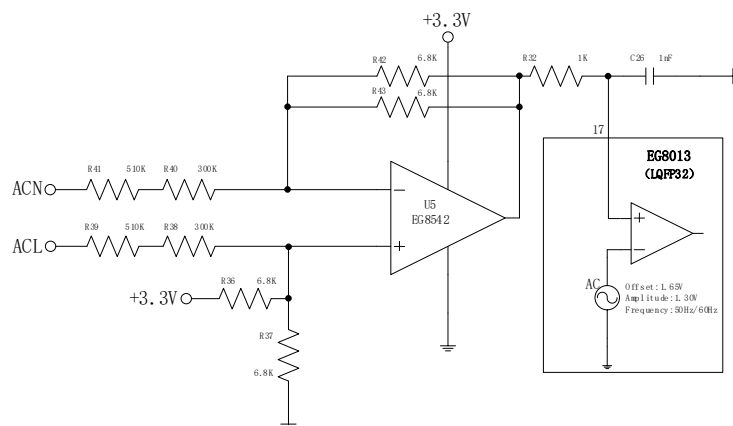 +3.3V
R42 6.8K
R43 6.8K
R32 1K
C26 1nF
17
EG8013
(LQFP32)
R41 510K R40 300K
ACN
U5
EG8542
R39 510K R38 300K
ACL
R36 6.8K
+3.3V
AC
Offset:1.65V
Amplitude:1.30V
Frequency:50Hz/60Hz
R37
6.8K